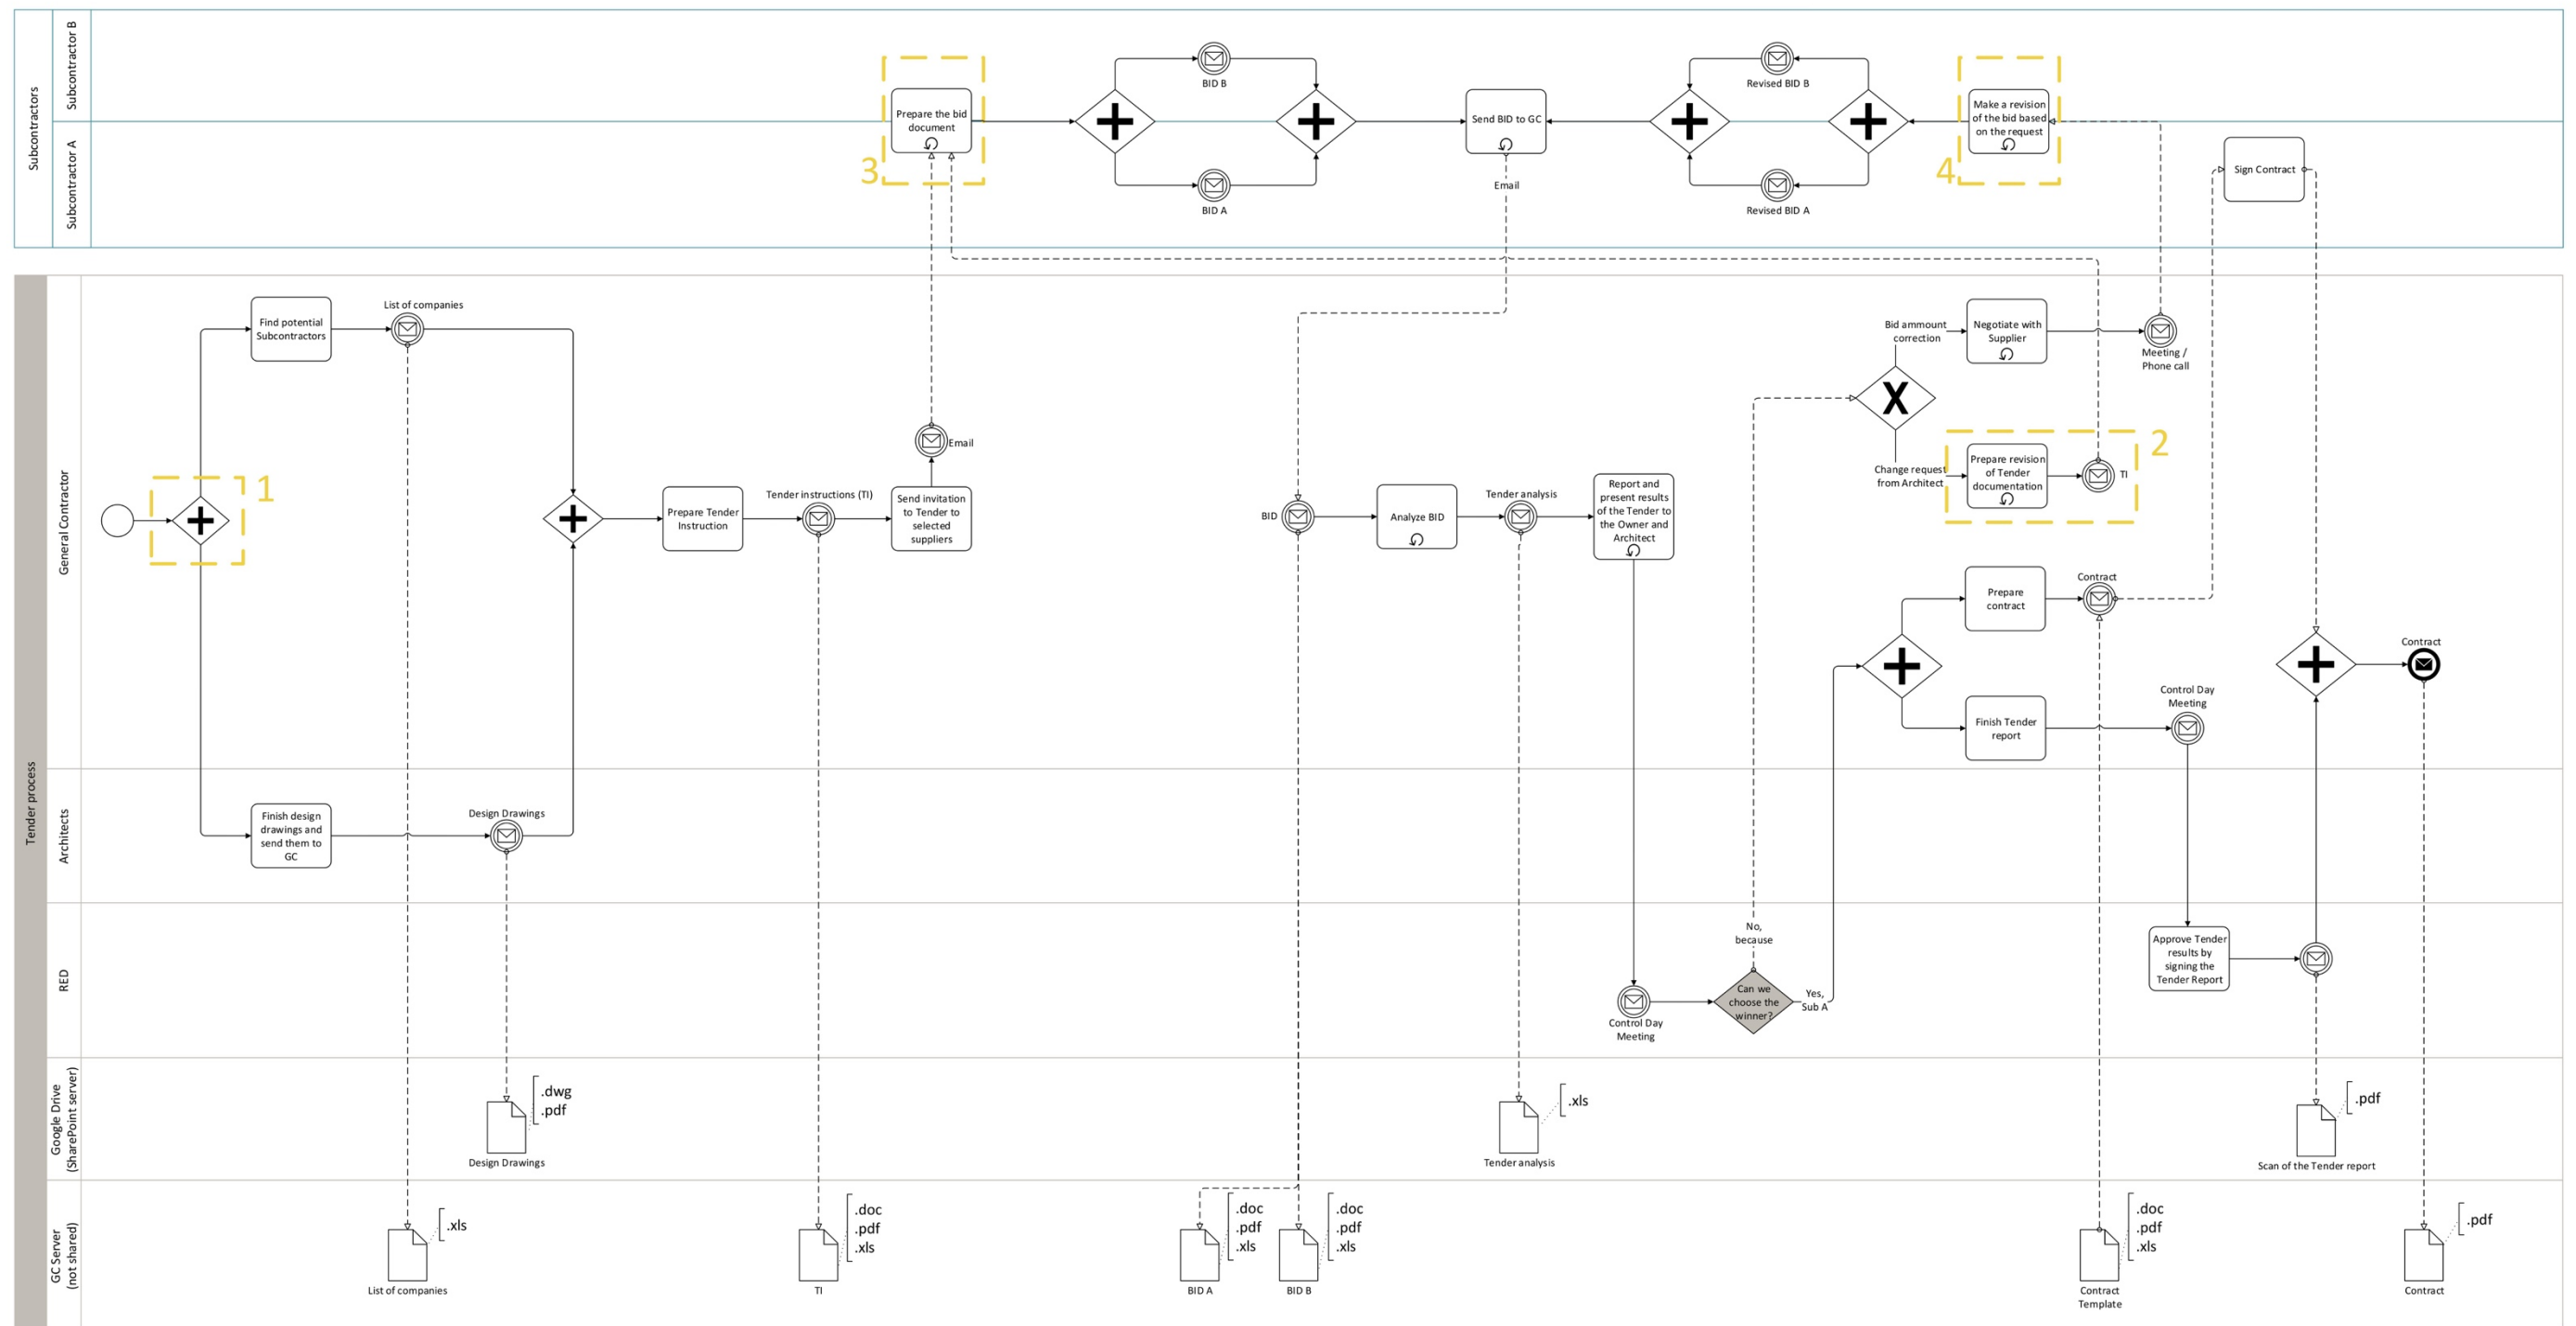 Subcontractors
Subcontractor B
Subcontractor A
Prepare the bid
document
3
BID B
BID A
Send BID to GC
Email
Revised BID B
Revised BID A
Make a revision
of the bid based
on the request
4
Sign Contract
Tender process
General Contractor
1
Find potential
Subcontractors
List of companies
Prepare Tender
Instruction
Tender instructions (TI)
Send invitation
to Tender to
selected
suppliers
Email
BID
Analyze BID
Tender analysis
Report and
present results
of the Tender to
the Owner and
Architect
X
Bid ammount
correction
Negotiate with
Supplier
Meeting /
Phone call
Change request
from Architect
Prepare revision
of Tender
documentation
TI
2
Prepare
contract
Contract
Finish Tender
report
Control Day
Meeting
Contract
Architects
Finish design
drawings and
send them to
GC
Design Drawings
RED
Control Day
Meeting
No,
because
Can we
choose the
winner?
Yes,
Sub A
Approve Tender
results by
signing the
Tender Report
Google Drive
(SharePoint server)
.dwg
.pdf
Design Drawings
.xls
Tender analysis
.pdf
Scan of the Tender report
GC Server
(not shared)
.xls
List of companies
.doc
.pdf
.xls
TI
.doc
.pdf
.xls
BID A
.doc
.pdf
.xls
BID B
.doc
.pdf
.xls
Contract
Template
.pdf
Contract